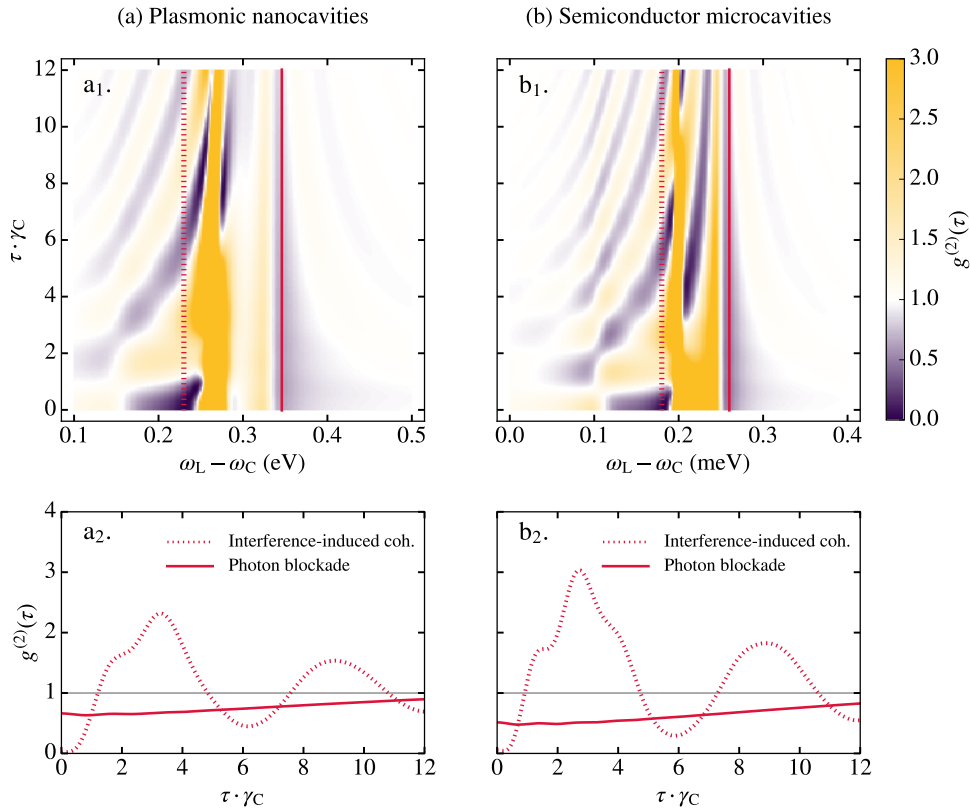 (a) Plasmonic nanocavities
(b) Semiconductor microcavities
a₁.
12
10
8
6
4
2
0
τ · γC
0.1 0.2 0.3 0.4 0.5
ωL − ωC (eV)
b₁.
0.0 0.1 0.2 0.3 0.4
ωL − ωC (meV)
3.0
2.5
2.0
1.5
1.0
0.5
0.0
g⁽²⁾(τ)
a₂.
Interference-induced coh.
Photon blockade
4
3
2
1
0
g⁽²⁾(τ)
0 2 4 6 8 10 12
τ · γC
b₂.
Interference-induced coh.
Photon blockade
0 2 4 6 8 10 12
τ · γC